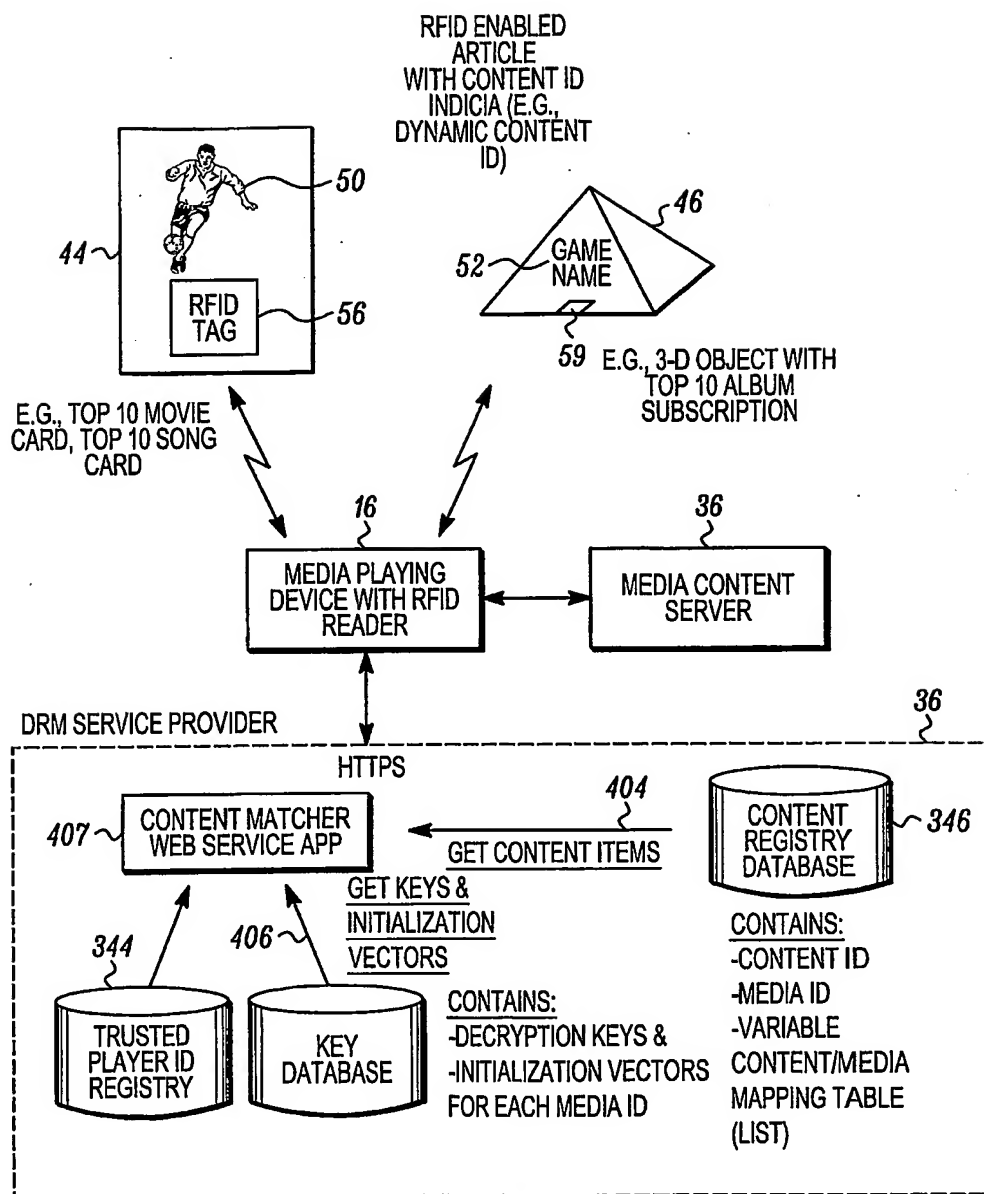 RFID ENABLED
ARTICLE
WITH CONTENT ID
INDICIA (E.G.,
DYNAMIC CONTENT
ID)
50
44
RFID
TAG
56
46
52
GAME
NAME
59
E.G., 3-D OBJECT WITH
TOP 10 ALBUM
SUBSCRIPTION
E.G., TOP 10 MOVIE
CARD, TOP 10 SONG
CARD
16
MEDIA PLAYING
DEVICE WITH RFID
READER
36
MEDIA CONTENT
SERVER
DRM SERVICE PROVIDER
36
HTTPS
407
CONTENT MATCHER
WEB SERVICE APP
404
GET CONTENT ITEMS
CONTENT
REGISTRY
DATABASE
346
GET KEYS &
INITIALIZATION
VECTORS
344
406
TRUSTED
PLAYER ID
REGISTRY
KEY
DATABASE
CONTAINS:
-DECRYPTION KEYS &
-INITIALIZATION VECTORS
FOR EACH MEDIA ID
CONTAINS:
-CONTENT ID
-MEDIA ID
-VARIABLE
CONTENT/MEDIA
MAPPING TABLE
(LIST)